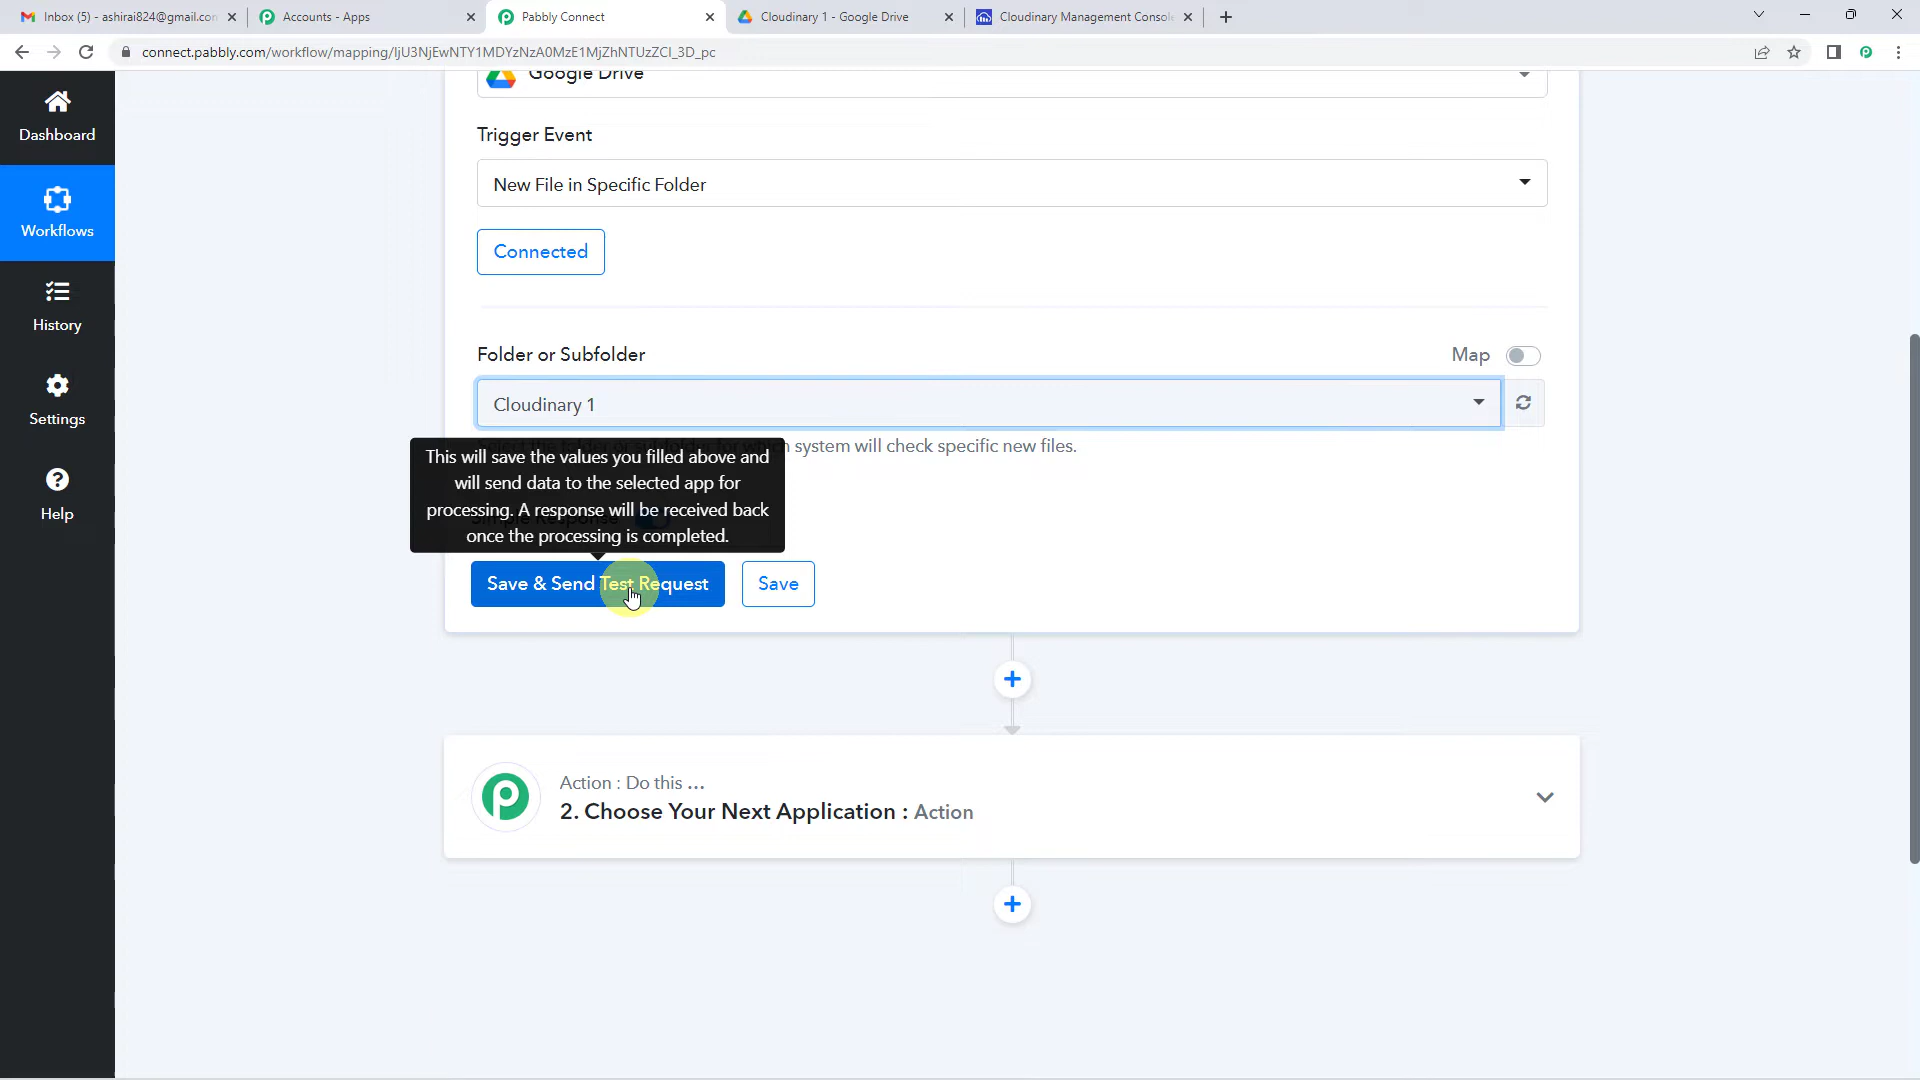 Inbox (5) - ashirai824@gmail.con
Accounts - Apps
Pabbly Connect
Cloudinary 1 - Google Drive
Cloudinary Management Console
connect.pabbly.com/workflow/mapping/IjU3NjEwNTY1MDYzNzA0MzE1MjZhNTUzZCI_3D_pc
Dashboard
Workflows
History
Settings
Help
Google Drive
Trigger Event
New File in Specific Folder
Connected
Folder or Subfolder
Map
Cloudinary 1
system will check specific new files.
This will save the values you filled above and
will send data to the selected app for
processing. A response will be received back
once the processing is completed.
Simple Response
Save & Send Test Request
Save
Action : Do this ...
2. Choose Your Next Application : Action